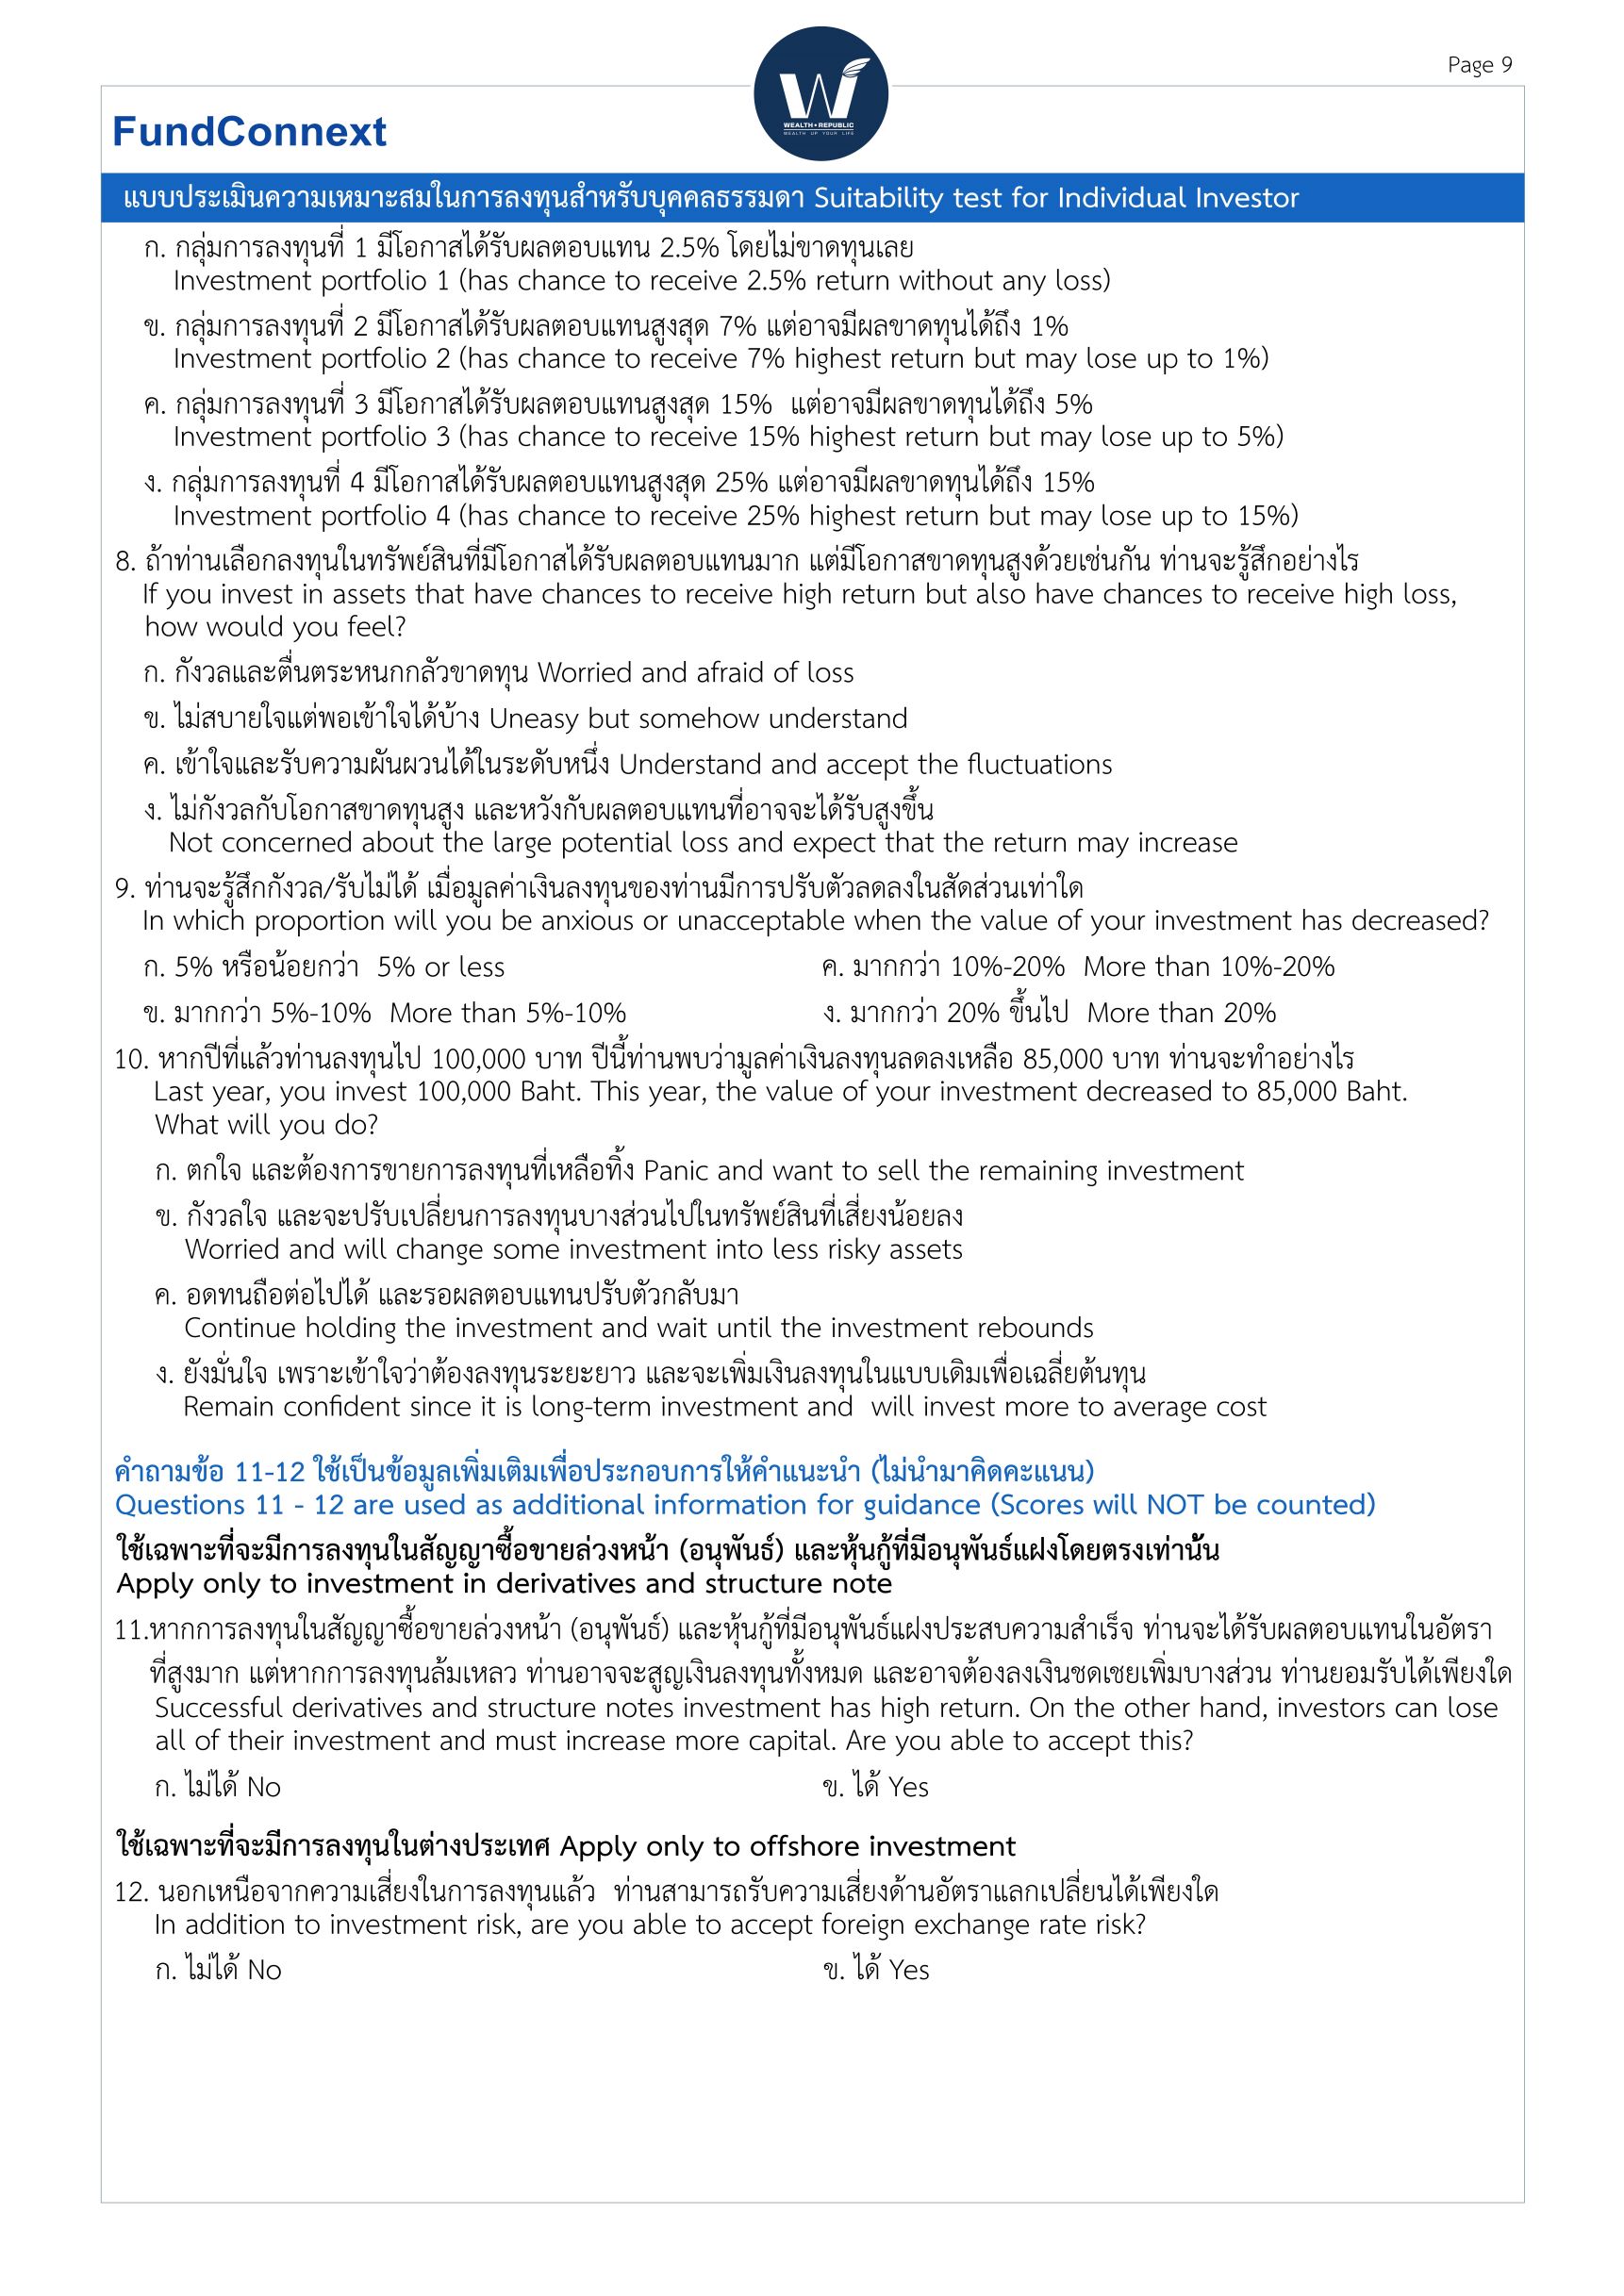 Page 9
WEALTH•REPUBLIC
WEALTH UP YOUR LIFE
FundConnext
แบบประเมินความเหมาะสมในการลงทุนสำหรับบุคคลธรรมดา Suitability test for Individual Investor
ก. กลุ่มการลงทุนที่ 1 มีโอกาสได้รับผลตอบแทน 2.5% โดยไม่ขาดทุนเลย
Investment portfolio 1 (has chance to receive 2.5% return without any loss)
ข. กลุ่มการลงทุนที่ 2 มีโอกาสได้รับผลตอบแทนสูงสุด 7% แต่อาจมีผลขาดทุนได้ถึง 1%
Investment portfolio 2 (has chance to receive 7% highest return but may lose up to 1%)
ค. กลุ่มการลงทุนที่ 3 มีโอกาสได้รับผลตอบแทนสูงสุด 15% แต่อาจมีผลขาดทุนได้ถึง 5%
Investment portfolio 3 (has chance to receive 15% highest return but may lose up to 5%)
ง. กลุ่มการลงทุนที่ 4 มีโอกาสได้รับผลตอบแทนสูงสุด 25% แต่อาจมีผลขาดทุนได้ถึง 15%
Investment portfolio 4 (has chance to receive 25% highest return but may lose up to 15%)
8. ถ้าท่านเลือกลงทุนในทรัพย์สินที่มีโอกาสได้รับผลตอบแทนมาก แต่มีโอกาสขาดทุนสูงด้วยเช่นกัน ท่านจะรู้สึกอย่างไร
If you invest in assets that have chances to receive high return but also have chances to receive high loss,
how would you feel?
ก. กังวลและตื่นตระหนกกลัวขาดทุน Worried and afraid of loss
ข. ไม่สบายใจแต่พอเข้าใจได้บ้าง Uneasy but somehow understand
ค. เข้าใจและรับความผันผวนได้ในระดับหนึ่ง Understand and accept the fluctuations
ง. ไม่กังวลกับโอกาสขาดทุนสูง และหวังกับผลตอบแทนที่อาจจะได้รับสูงขึ้น
Not concerned about the large potential loss and expect that the return may increase
9. ท่านจะรู้สึกกังวล/รับไม่ได้ เมื่อมูลค่าเงินลงทุนของท่านมีการปรับตัวลดลงในสัดส่วนเท่าใด
In which proportion will you be anxious or unacceptable when the value of your investment has decreased?
ก. 5% หรือน้อยกว่า 5% or less ค. มากกว่า 10%-20% More than 10%-20%
ข. มากกว่า 5%-10% More than 5%-10% ง. มากกว่า 20% ขึ้นไป More than 20%
10. หากปีที่แล้วท่านลงทุนไป 100,000 บาท ปีนี้ท่านพบว่ามูลค่าเงินลงทุนลดลงเหลือ 85,000 บาท ท่านจะทำอย่างไร
Last year, you invest 100,000 Baht. This year, the value of your investment decreased to 85,000 Baht.
What will you do?
ก. ตกใจ และต้องการขายการลงทุนที่เหลือทิ้ง Panic and want to sell the remaining investment
ข. กังวลใจ และจะปรับเปลี่ยนการลงทุนบางส่วนไปในทรัพย์สินที่เสี่ยงน้อยลง
Worried and will change some investment into less risky assets
ค. อดทนถือต่อไปได้ และรอผลตอบแทนปรับตัวกลับมา
Continue holding the investment and wait until the investment rebounds
ง. ยังมั่นใจ เพราะเข้าใจว่าต้องลงทุนระยะยาว และจะเพิ่มเงินลงทุนในแบบเดิมเพื่อเฉลี่ยต้นทุน
Remain confident since it is long-term investment and will invest more to average cost
คำถามข้อ 11-12 ใช้เป็นข้อมูลเพิ่มเติมเพื่อประกอบการให้คำแนะนำ (ไม่นำมาคิดคะแนน)
Questions 11 - 12 are used as additional information for guidance (Scores will NOT be counted)
ใช้เฉพาะที่จะมีการลงทุนในสัญญาซื้อขายล่วงหน้า (อนุพันธ์) และหุ้นกู้ที่มีอนุพันธ์แฝงโดยตรงเท่านั้น
Apply only to investment in derivatives and structure note
11.หากการลงทุนในสัญญาซื้อขายล่วงหน้า (อนุพันธ์) และหุ้นกู้ที่มีอนุพันธ์แฝงประสบความสำเร็จ ท่านจะได้รับผลตอบแทนในอัตรา
ที่สูงมาก แต่หากการลงทุนล้มเหลว ท่านอาจจะสูญเงินลงทุนทั้งหมด และอาจต้องลงเงินชดเชยเพิ่มบางส่วน ท่านยอมรับได้เพียงใด
Successful derivatives and structure notes investment has high return. On the other hand, investors can lose
all of their investment and must increase more capital. Are you able to accept this?
ก. ไม่ได้ No ข. ได้ Yes
ใช้เฉพาะที่จะมีการลงทุนในต่างประเทศ Apply only to offshore investment
12. นอกเหนือจากความเสี่ยงในการลงทุนแล้ว ท่านสามารถรับความเสี่ยงด้านอัตราแลกเปลี่ยนได้เพียงใด
In addition to investment risk, are you able to accept foreign exchange rate risk?
ก. ไม่ได้ No ข. ได้ Yes